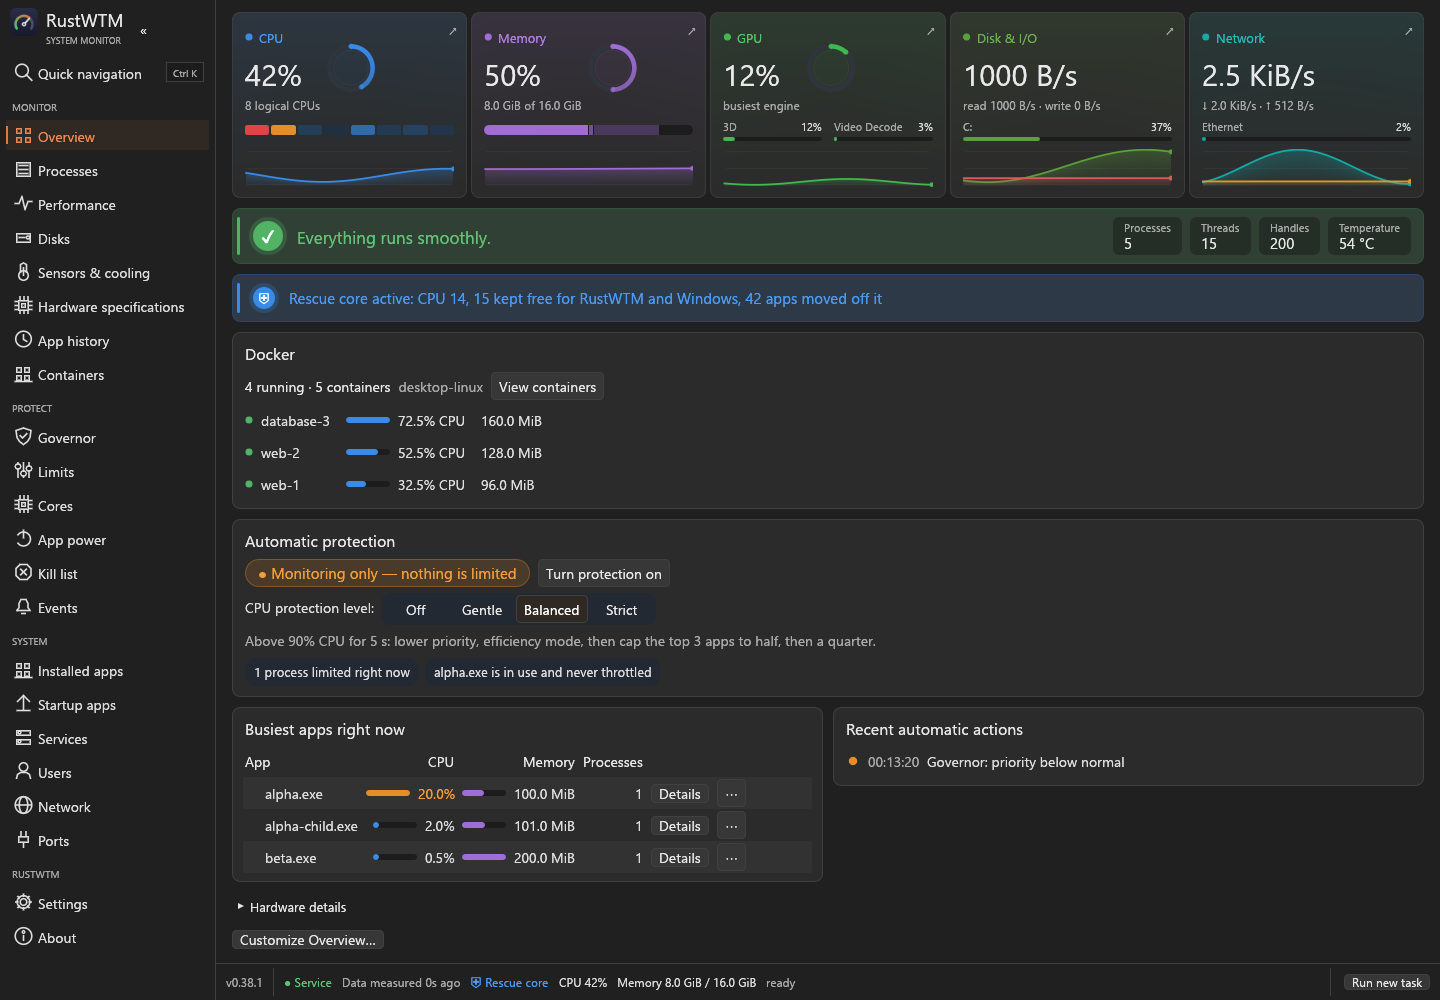 RustWTM
SYSTEM MONITOR
«
Quick navigation
Ctrl K
MONITOR
Overview
Processes
Performance
Disks
Sensors & cooling
Hardware specifications
App history
Containers
PROTECT
Governor
Limits
Cores
App power
Kill list
Events
SYSTEM
Installed apps
Startup apps
Services
Users
Network
Ports
RUSTWTM
Settings
About
CPU
42%
8 logical CPUs
Memory
50%
8.0 GiB of 16.0 GiB
GPU
12%
busiest engine
3D 12% Video Decode 3%
Disk & I/O
1000 B/s
read 1000 B/s · write 0 B/s
C: 37%
Network
2.5 KiB/s
↓ 2.0 KiB/s · ↑ 512 B/s
Ethernet 2%
Everything runs smoothly.
Processes
5
Threads
15
Handles
200
Temperature
54 °C
Rescue core active: CPU 14, 15 kept free for RustWTM and Windows, 42 apps moved off it
Docker
4 running · 5 containers desktop-linux View containers
database-3 72.5% CPU 160.0 MiB
web-2 52.5% CPU 128.0 MiB
web-1 32.5% CPU 96.0 MiB
Automatic protection
● Monitoring only — nothing is limited Turn protection on
CPU protection level: Off Gentle Balanced Strict
Above 90% CPU for 5 s: lower priority, efficiency mode, then cap the top 3 apps to half, then a quarter.
1 process limited right now alpha.exe is in use and never throttled
Busiest apps right now
App CPU Memory Processes
alpha.exe 20.0% 100.0 MiB 1 Details ⋯
alpha-child.exe 2.0% 101.0 MiB 1 Details ⋯
beta.exe 0.5% 200.0 MiB 1 Details ⋯
Recent automatic actions
00:13:20 Governor: priority below normal
Hardware details
Customize Overview...
v0.38.1 ● Service Data measured 0s ago Rescue core CPU 42% Memory 8.0 GiB / 16.0 GiB ready Run new task